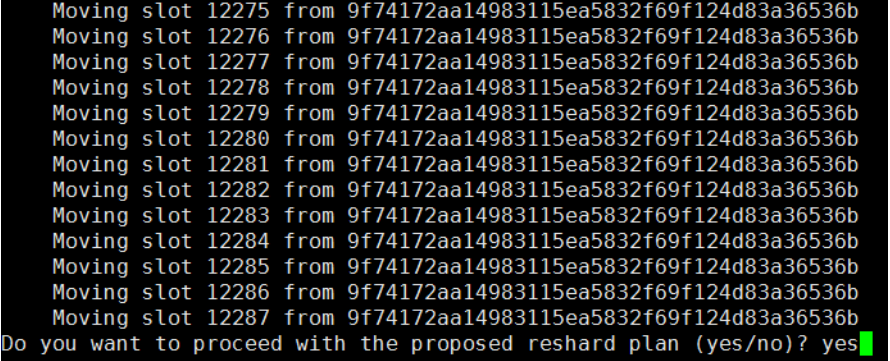 Moving slot 12275 from 9f74172aa14983115ea5832f69f124d83a36536b
Moving slot 12276 from 9f74172aa14983115ea5832f69f124d83a36536b
Moving slot 12277 from 9f74172aa14983115ea5832f69f124d83a36536b
Moving slot 12278 from 9f74172aa14983115ea5832f69f124d83a36536b
Moving slot 12279 from 9f74172aa14983115ea5832f69f124d83a36536b
Moving slot 12280 from 9f74172aa14983115ea5832f69f124d83a36536b
Moving slot 12281 from 9f74172aa14983115ea5832f69f124d83a36536b
Moving slot 12282 from 9f74172aa14983115ea5832f69f124d83a36536b
Moving slot 12283 from 9f74172aa14983115ea5832f69f124d83a36536b
Moving slot 12284 from 9f74172aa14983115ea5832f69f124d83a36536b
Moving slot 12285 from 9f74172aa14983115ea5832f69f124d83a36536b
Moving slot 12286 from 9f74172aa14983115ea5832f69f124d83a36536b
Moving slot 12287 from 9f74172aa14983115ea5832f69f124d83a36536b
Do you want to proceed with the proposed reshard plan (yes/no)? yes